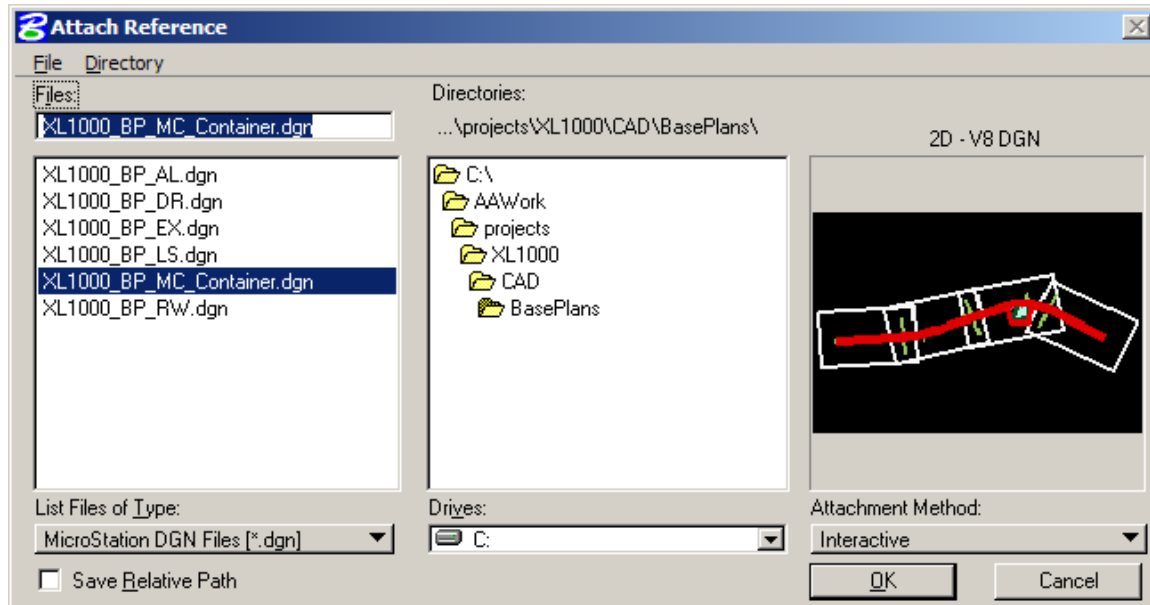 Attach Reference
File Directory
Files:
XL1000_BP_MC_Container.dgn
XL1000_BP_AL.dgn
XL1000_BP_DR.dgn
XL1000_BP_EX.dgn
XL1000_BP_LS.dgn
XL1000_BP_MC_Container.dgn
XL1000_BP_RW.dgn
List Files of Type:
MicroStation DGN Files [*.dgn]
Save Relative Path
Directories:
...\projects\XL1000\CAD\BasePlans\
C:\
AAWork
projects
XL1000
CAD
BasePlans
Drives:
C:
2D - V8 DGN
Attachment Method:
Interactive
OK Cancel